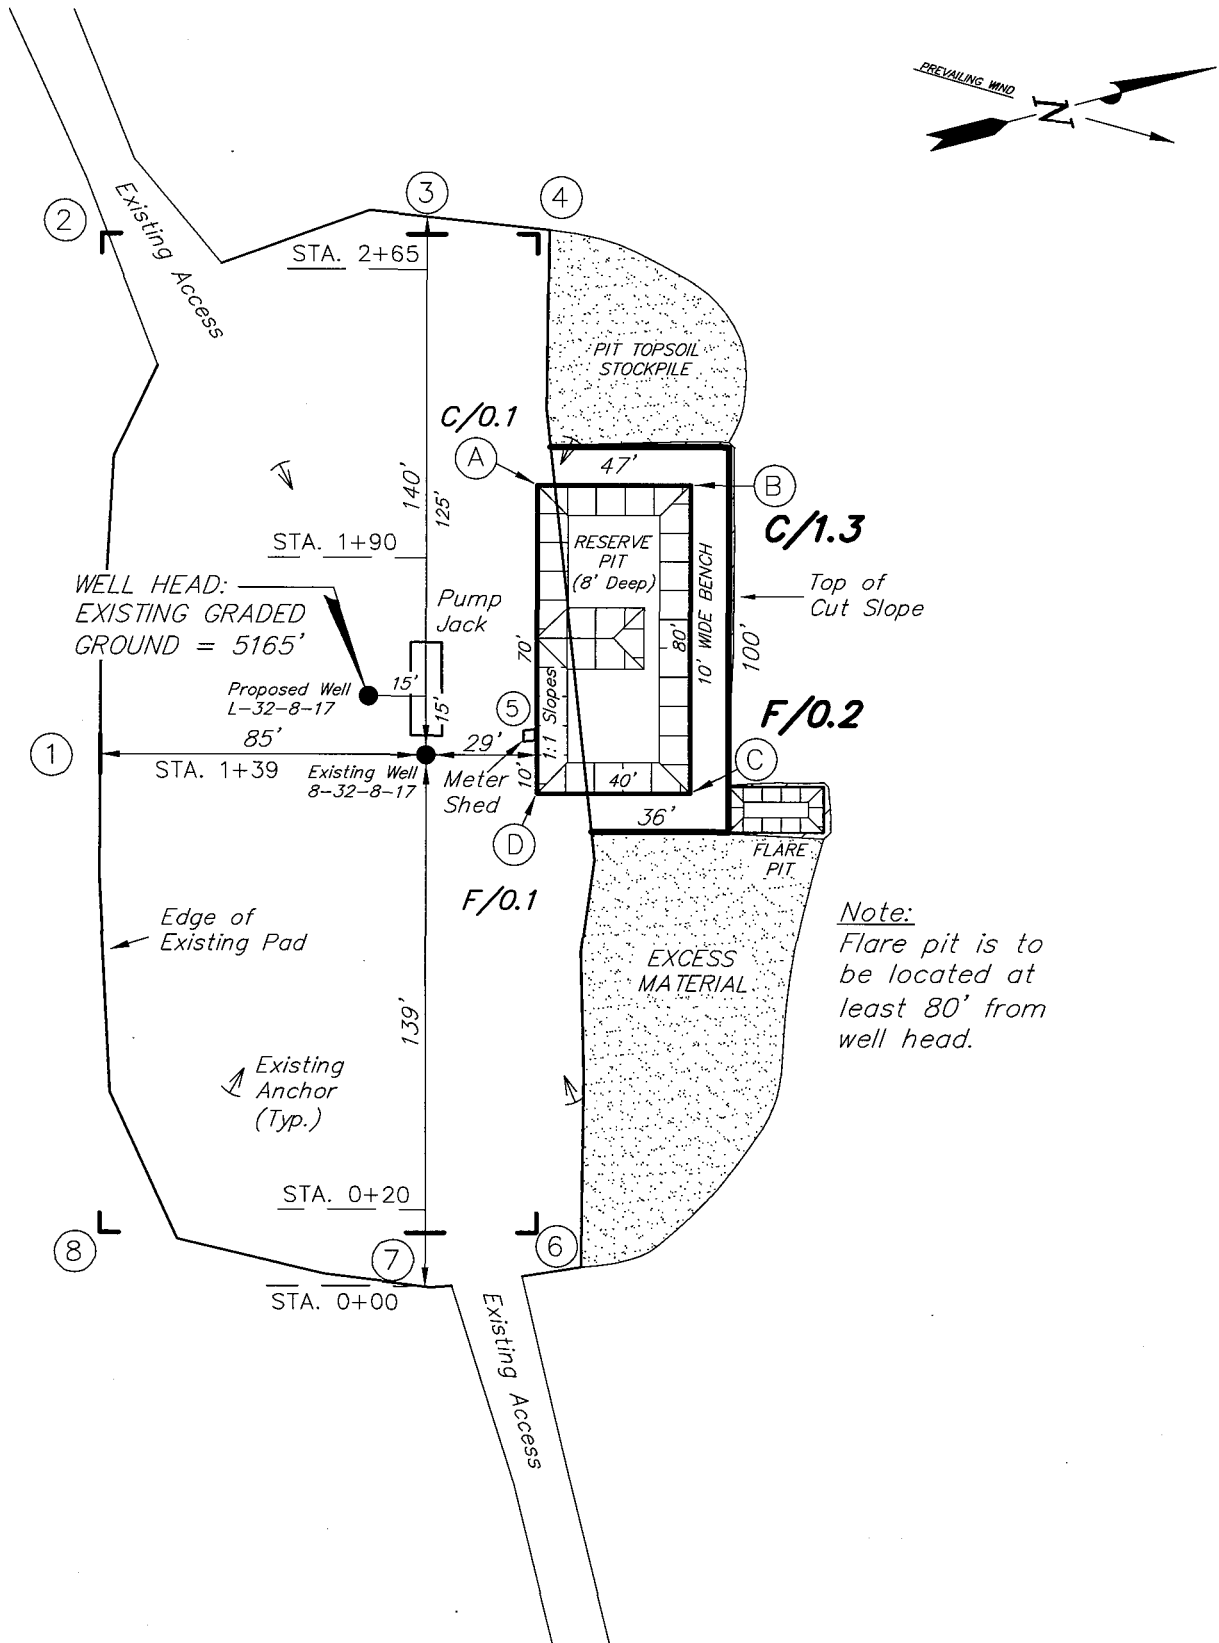 PREVAILING WIND
N
3
4
2
Existing Access
STA. 2+65
PIT TOPSOIL
STOCKPILE
C/0.1
A
47'
B
140'
125'
C/1.3
STA. 1+90
RESERVE
PIT
(8' Deep)
WELL HEAD:
EXISTING GRADED
GROUND = 5165'
Pump
Jack
Top of
Cut Slope
10' WIDE BENCH
100'
80'
70'
Proposed Well
L-32-8-17
15'
15'
5
1:1 Slopes
F/0.2
1
85'
STA. 1+39
Existing Well
8-32-8-17
29'
Meter
Shed
10'
40'
C
D
36'
FLARE
PIT
F/0.1
Edge of
Existing Pad
EXCESS
MATERIAL
Note:
Flare pit is to
be located at
least 80' from
well head.
139'
Existing
Anchor
(Typ.)
STA. 0+20
8
7
6
STA. 0+00
Existing Access